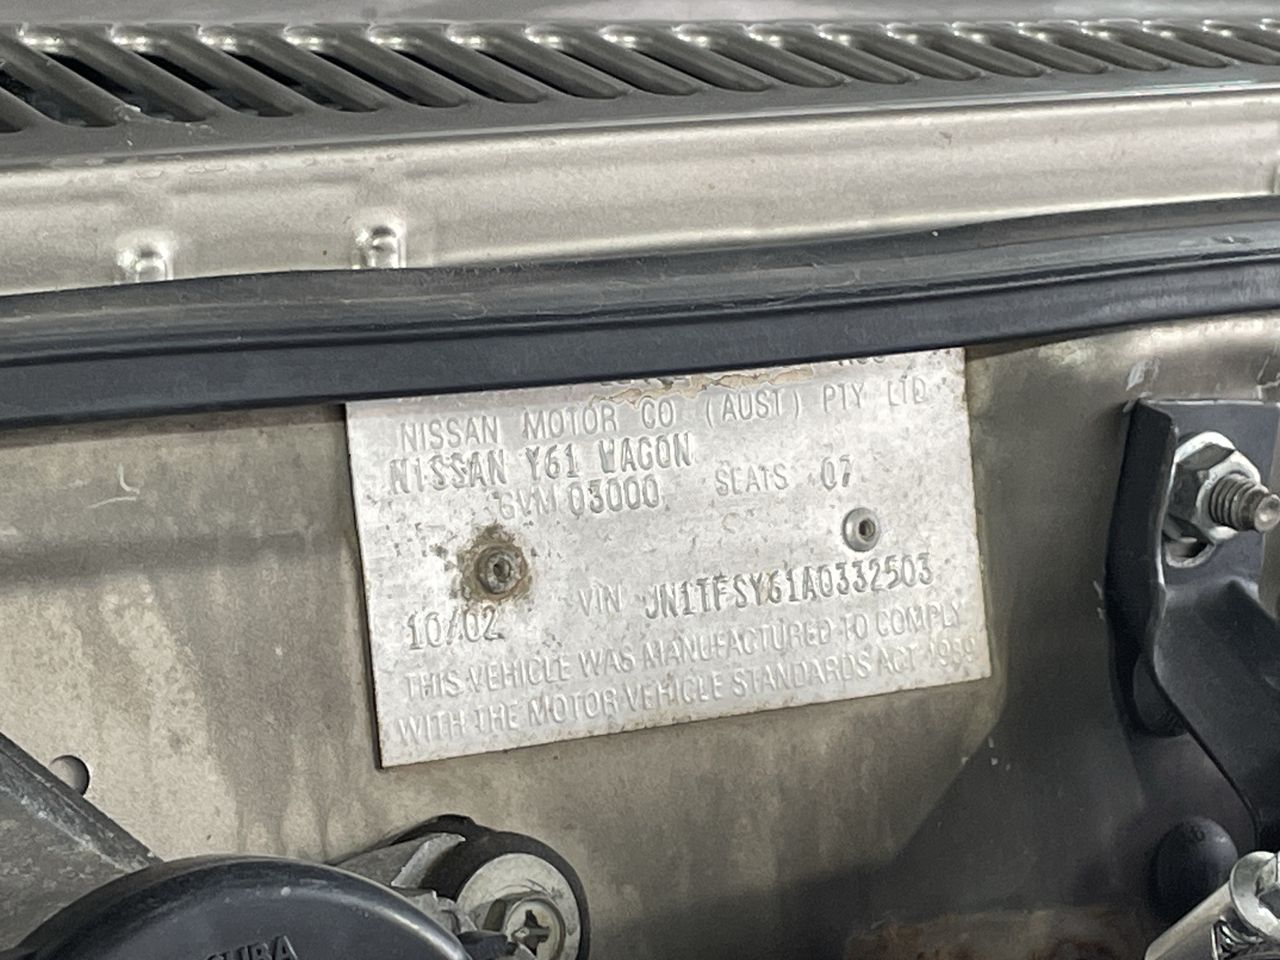 NISSAN MOTOR CO (AUST) PTY LTD
NISSAN Y61 WAGON
GVM 03000 SEATS 07
VIN JN1TFSY61A0332503
10/02
THIS VEHICLE WAS MANUFACTURED TO COMPLY
WITH THE MOTOR VEHICLE STANDARDS ACT 1989